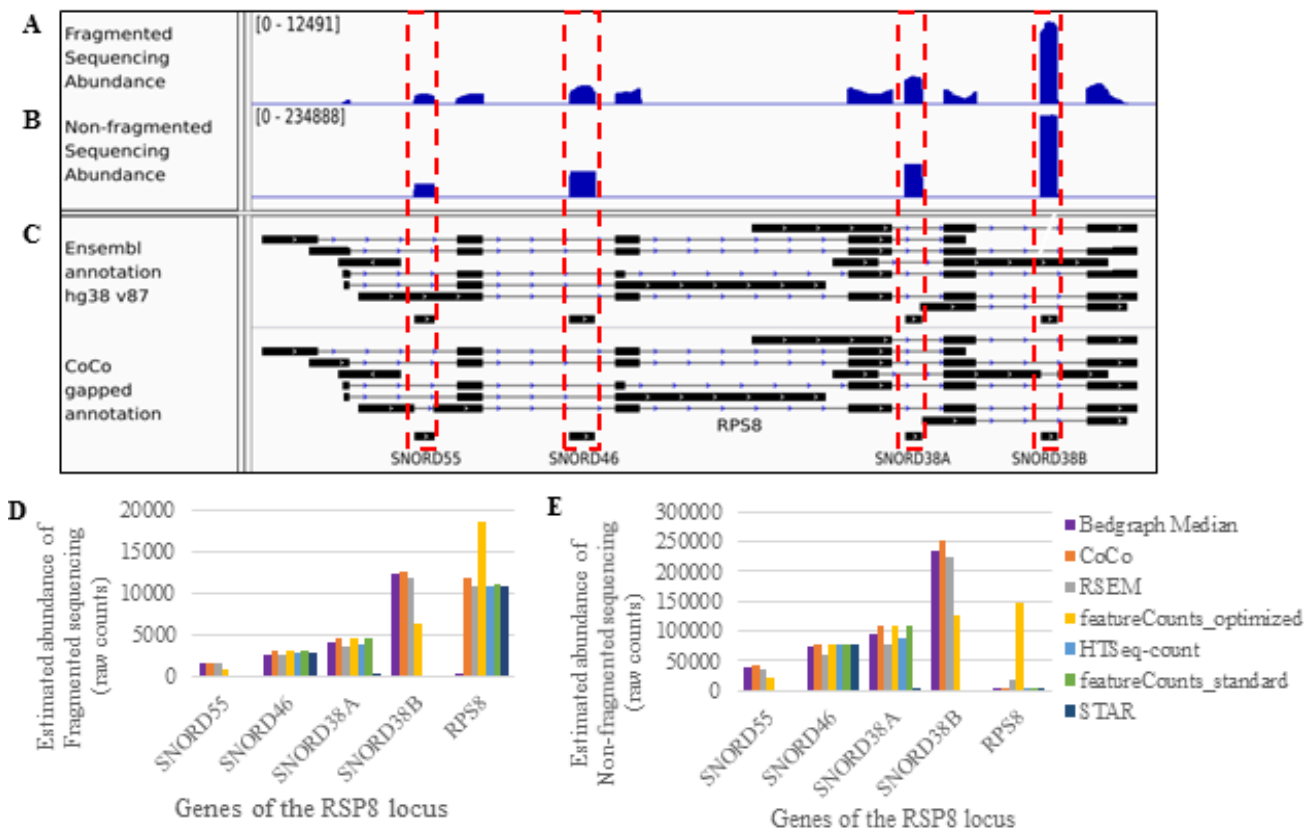 A
Fragmented
Sequencing
Abundance
[0 - 12491]
B
Non-fragmented
Sequencing
Abundance
[0 - 234888]
C
Ensembl
annotation
hg38 v87
CoCo
gapped
annotation
RPS8
SNORD55
SNORD46
SNORD38A
SNORD38B
D
Estimated abundance of
Fragmented sequencing
(raw counts)
20000
15000
10000
5000
0
SNORD55
SNORD46
SNORD38A
SNORD38B
RPS8
Genes of the RSP8 locus
E
Estimated abundance of
Non-fragmented sequencing
(raw counts)
300000
250000
200000
150000
100000
50000
0
SNORD55
SNORD46
SNORD38A
SNORD38B
RPS8
Genes of the RSP8 locus
Bedgraph Median
CoCo
RSEM
featureCounts_optimized
HTSeq-count
featureCounts_standard
STAR